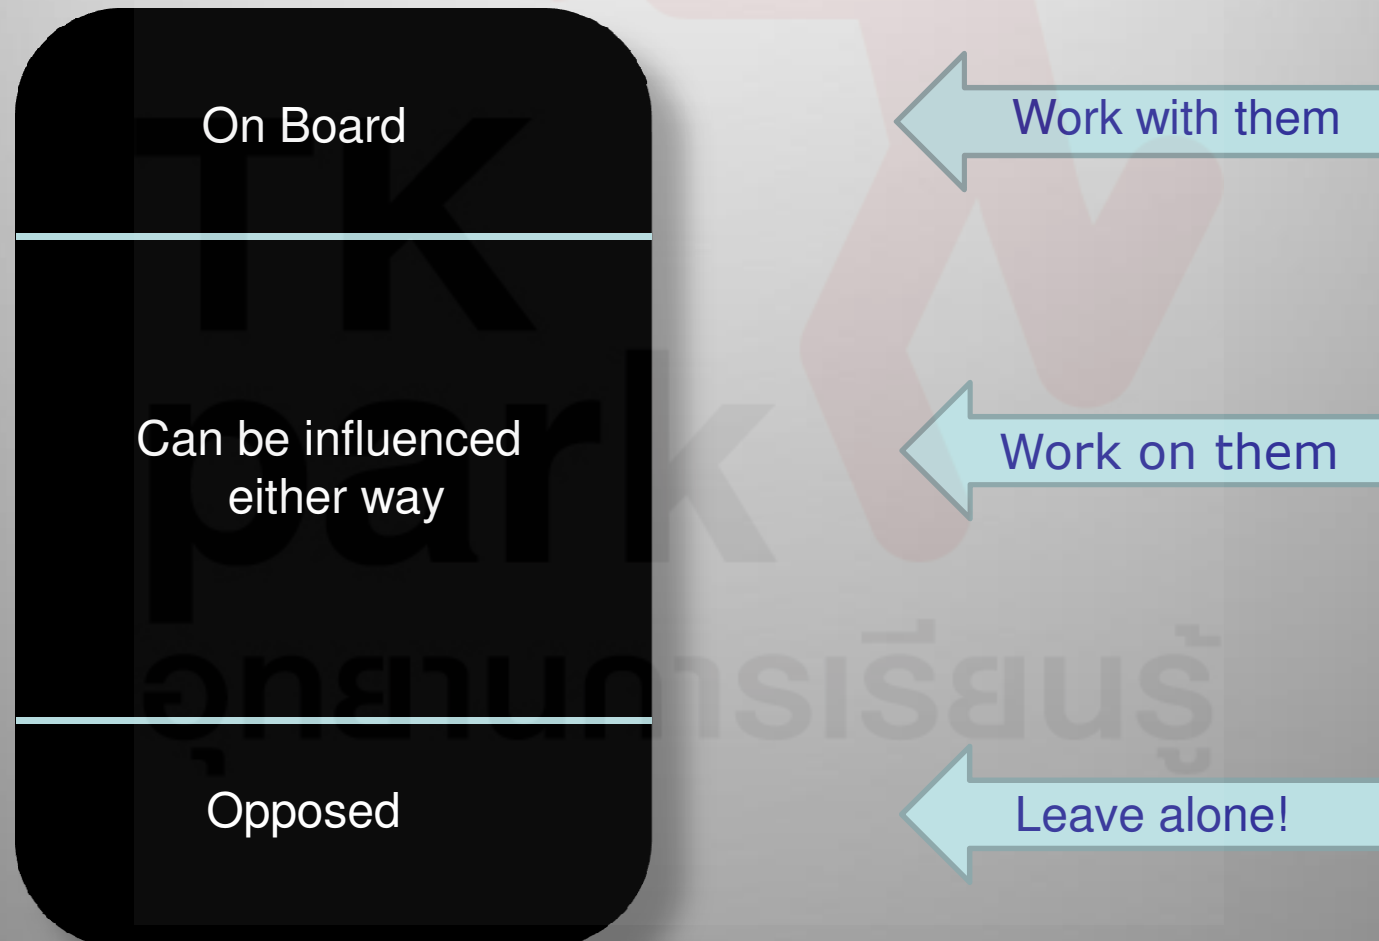 On Board
Work with them
Can be influenced
either way
Work on them
Opposed
Leave alone!
TK
park
อุทยานการเรียนรู้